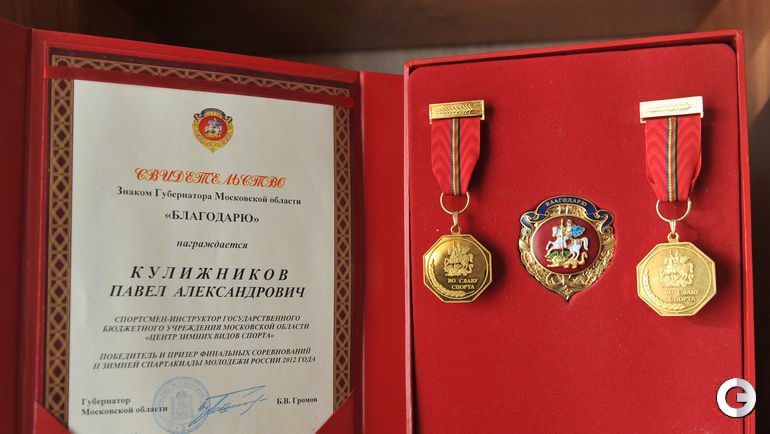 СВИДЕТЕЛЬСТВО
Знаком Губернатора Московской области
«БЛАГОДАРЮ»
награждается
КУЛИЖНИКОВ
ПАВЕЛ АЛЕКСАНДРОВИЧ
СПОРТСМЕН-ИНСТРУКТОР ГОСУДАРСТВЕННОГО
БЮДЖЕТНОГО УЧРЕЖДЕНИЯ МОСКОВСКОЙ ОБЛАСТИ
«ЦЕНТР ЗИМНИХ ВИДОВ СПОРТА»
ПОБЕДИТЕЛЬ И ПРИЗЕР ФИНАЛЬНЫХ СОРЕВНОВАНИЙ
II ЗИМНЕЙ СПАРТАКИАДЫ МОЛОДЕЖИ РОССИИ 2012 ГОДА
Губернатор
Московской области
Б.В. Громов
ВО СЛАВУ
СПОРТА
БЛАГОДАРЮ
ВО СЛАВУ
СПОРТА